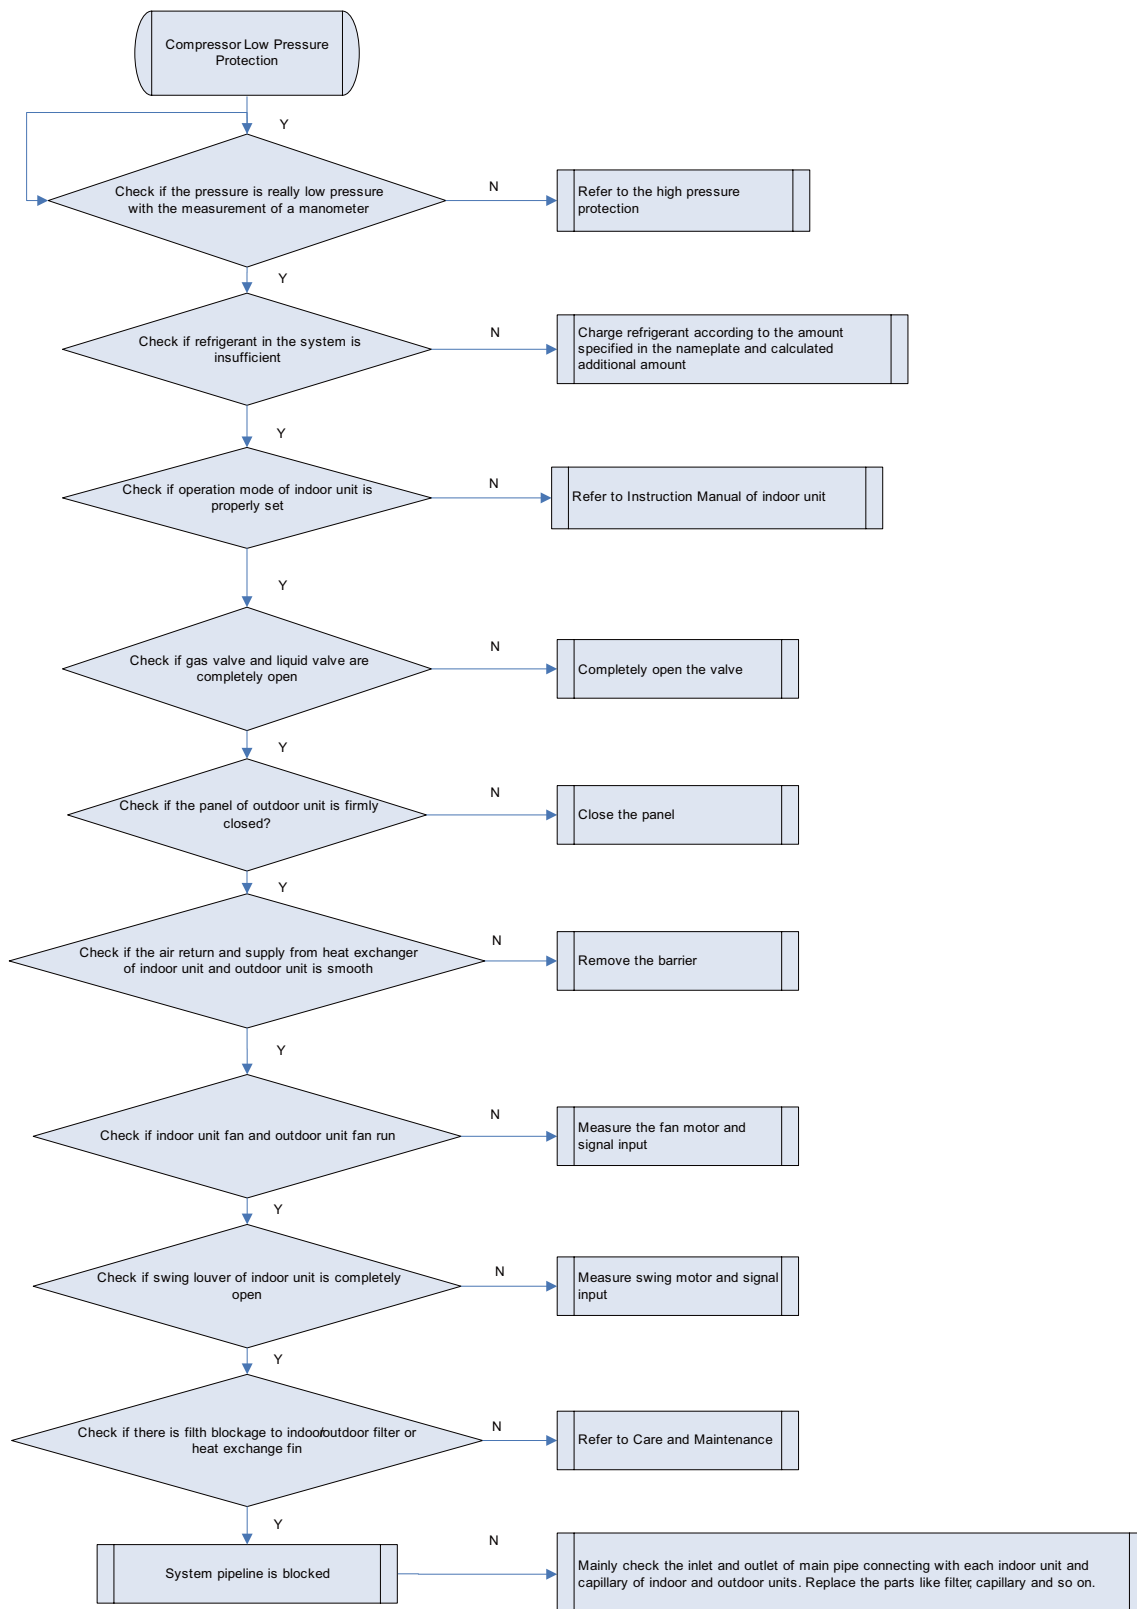 Compressor Low Pressure
Protection
Y
Check if the pressure is really low pressure
with the measurement of a manometer
N
Refer to the high pressure
protection
Y
Check if refrigerant in the system is
insufficient
N
Charge refrigerant according to the amount
specified in the nameplate and calculated
additional amount
Y
Check if operation mode of indoor unit is
properly set
N
Refer to Instruction Manual of indoor unit
Y
Check if gas valve and liquid valve are
completely open
N
Completely open the valve
Y
Check if the panel of outdoor unit is firmly
closed?
N
Close the panel
Y
Check if the air return and supply from heat exchanger
of indoor unit and outdoor unit is smooth
N
Remove the barrier
Y
Check if indoor unit fan and outdoor unit fan run
N
Measure the fan motor and
signal input
Y
Check if swing louver of indoor unit is completely
open
N
Measure swing motor and signal
input
Y
Check if there is filth blockage to indoor/outdoor filter or
heat exchange fin
N
Refer to Care and Maintenance
Y
System pipeline is blocked
N
Mainly check the inlet and outlet of main pipe connecting with each indoor unit and
capillary of indoor and outdoor units. Replace the parts like filter, capillary and so on.